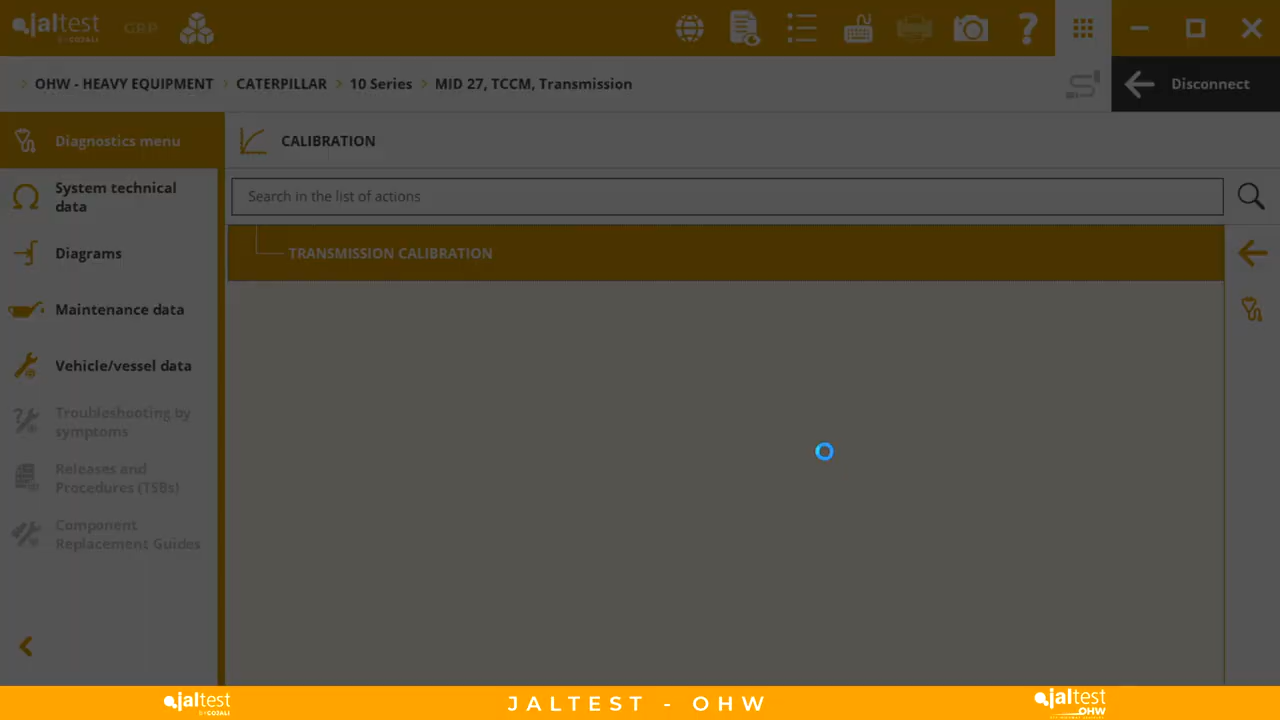 jaltest GBP
BY COJALI
OHW - HEAVY EQUIPMENT CATERPILLAR 10 Series MID 27, TCCM, Transmission
Disconnect
Diagnostics menu
CALIBRATION
System technical
data
Search in the list of actions
Diagrams
TRANSMISSION CALIBRATION
Maintenance data
Vehicle/vessel data
Troubleshooting by
symptoms
Releases and
Procedures (TSBs)
Component
Replacement Guides
jaltest
BY COJALI
JALTEST - OHW
jaltest
OHW